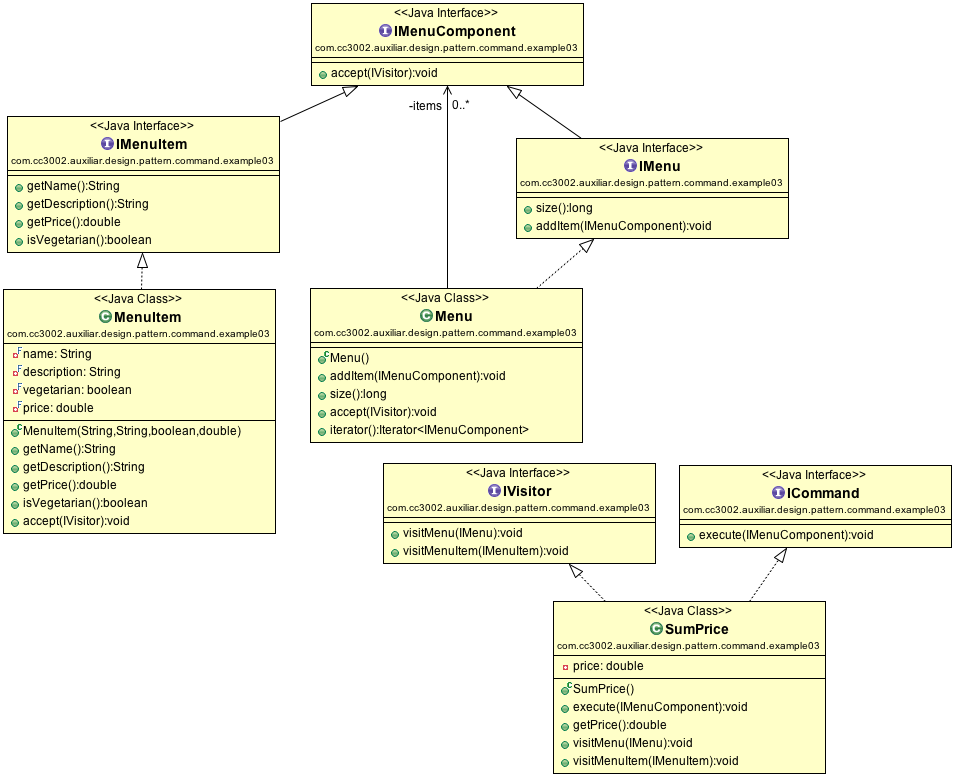 <<Java Interface>>
IMenuComponent
com.cc3002.auxiliar.design.pattern.command.example03
accept(IVisitor):void
-items 0..*
<<Java Interface>>
IMenuItem
com.cc3002.auxiliar.design.pattern.command.example03
getName():String
getDescription():String
getPrice():double
isVegetarian():boolean
<<Java Interface>>
IMenu
com.cc3002.auxiliar.design.pattern.command.example03
size():long
addItem(IMenuComponent):void
<<Java Class>>
MenuItem
com.cc3002.auxiliar.design.pattern.command.example03
name: String
description: String
vegetarian: boolean
price: double
MenuItem(String,String,boolean,double)
getName():String
getDescription():String
getPrice():double
isVegetarian():boolean
accept(IVisitor):void
<<Java Class>>
Menu
com.cc3002.auxiliar.design.pattern.command.example03
Menu()
addItem(IMenuComponent):void
size():long
accept(IVisitor):void
iterator():Iterator<IMenuComponent>
<<Java Interface>>
IVisitor
com.cc3002.auxiliar.design.pattern.command.example03
visitMenu(IMenu):void
visitMenuItem(IMenuItem):void
<<Java Interface>>
ICommand
com.cc3002.auxiliar.design.pattern.command.example03
execute(IMenuComponent):void
<<Java Class>>
SumPrice
com.cc3002.auxiliar.design.pattern.command.example03
price: double
SumPrice()
execute(IMenuComponent):void
getPrice():double
visitMenu(IMenu):void
visitMenuItem(IMenuItem):void